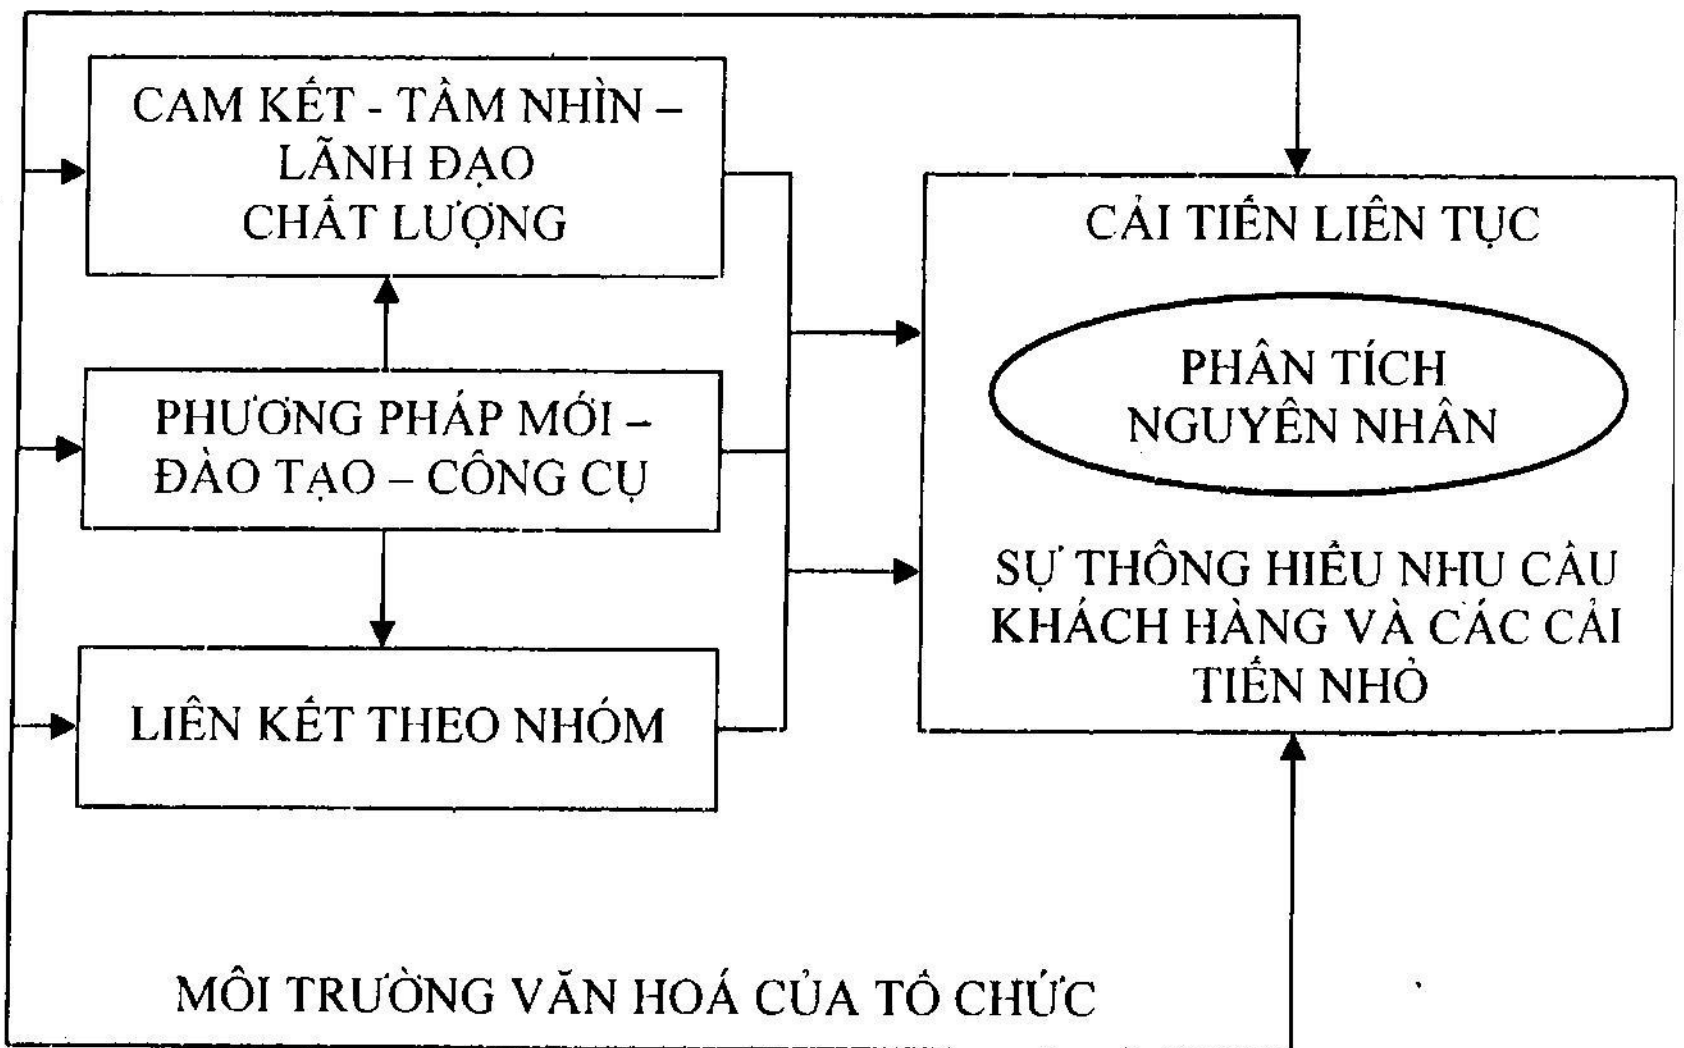 CAM KẾT - TẦM NHÌN –
LÃNH ĐẠO
CHẤT LƯỢNG
PHƯƠNG PHÁP MỚI –
ĐÀO TẠO – CÔNG CỤ
LIÊN KẾT THEO NHÓM
CẢI TIẾN LIÊN TỤC
PHÂN TÍCH
NGUYÊN NHÂN
SỰ THÔNG HIỂU NHU CẦU
KHÁCH HÀNG VÀ CÁC CẢI
TIẾN NHỎ
MÔI TRƯỜNG VĂN HOÁ CỦA TỔ CHỨC